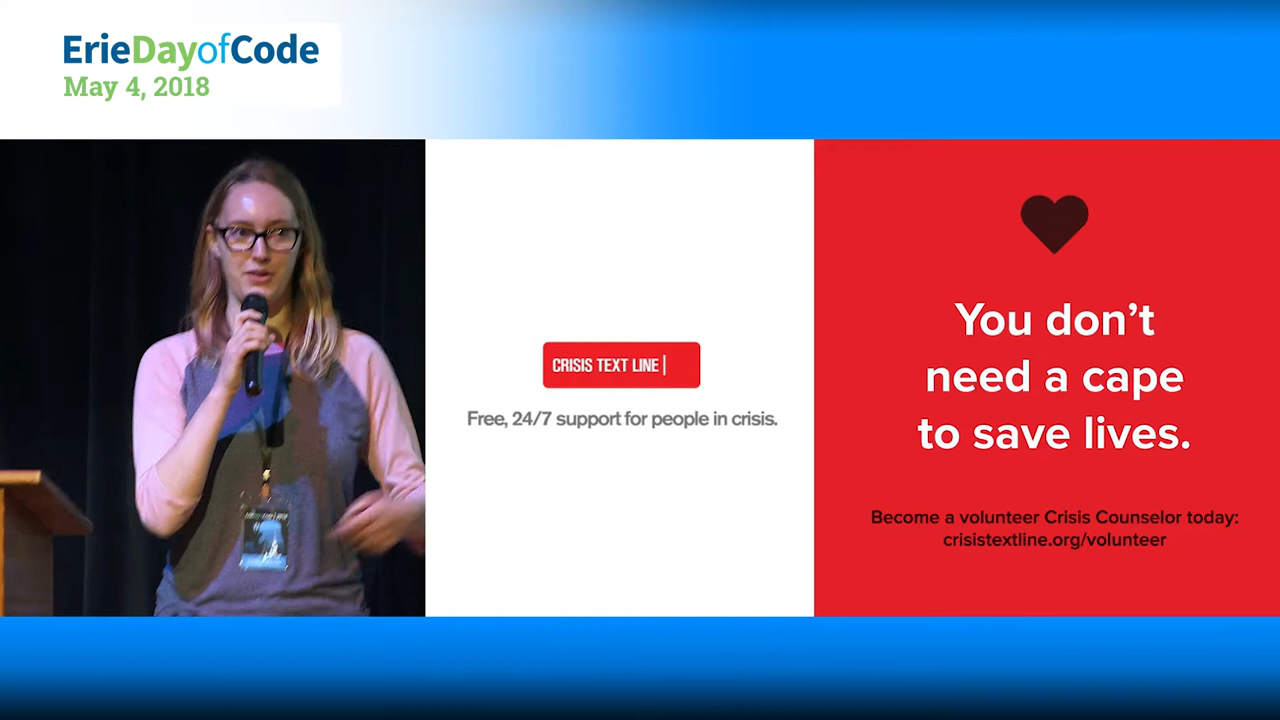 ErieDayofCode
May 4, 2018
CRISIS TEXT LINE
Free, 24/7 support for people in crisis.
You don't
need a cape
to save lives.
Become a volunteer Crisis Counselor today:
crisistextline.org/volunteer